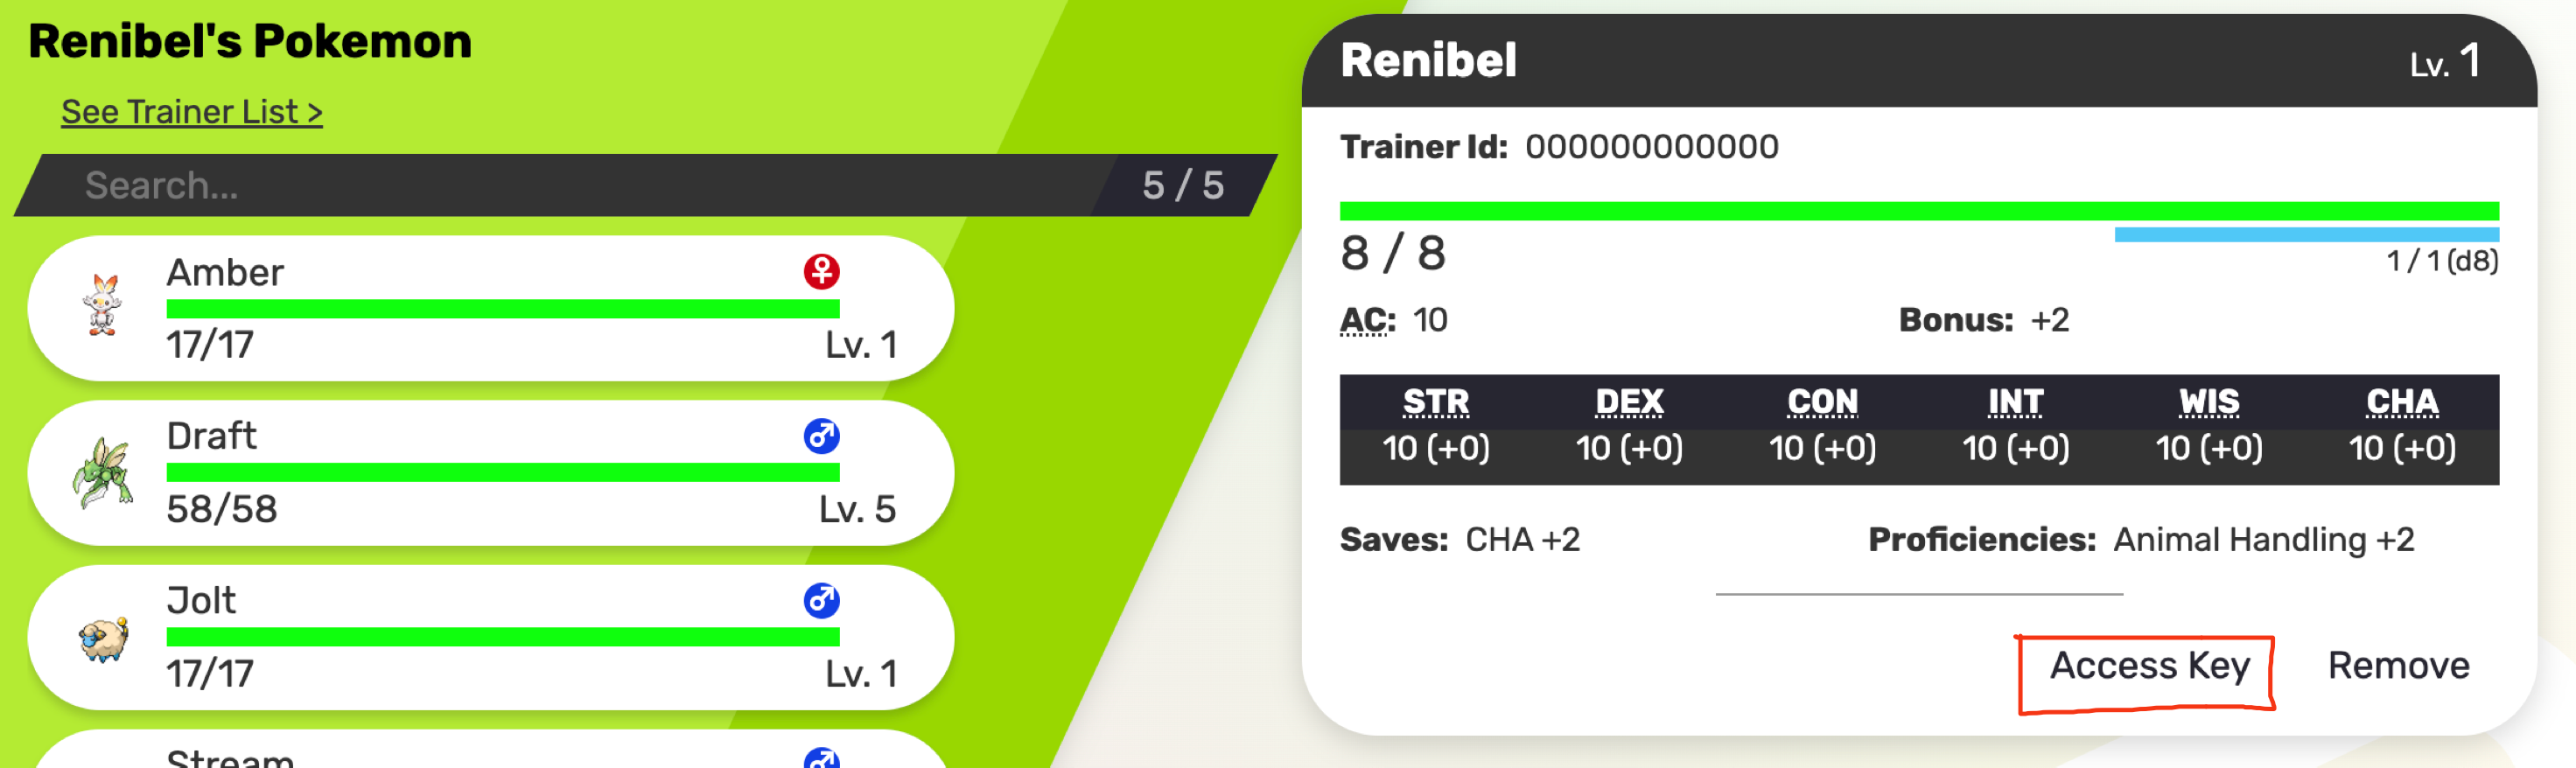 Renibel's Pokemon
See Trainer List >
Search...
5 / 5
Amber
17/17
Lv. 1
Draft
58/58
Lv. 5
Jolt
17/17
Lv. 1
Stream
Renibel
Lv. 1
Trainer Id: 000000000000
8 / 8
1 / 1 (d8)
AC: 10
Bonus: +2
STR DEX CON INT WIS CHA
10 (+0) 10 (+0) 10 (+0) 10 (+0) 10 (+0) 10 (+0)
Saves: CHA +2
Proficiencies: Animal Handling +2
Access Key
Remove